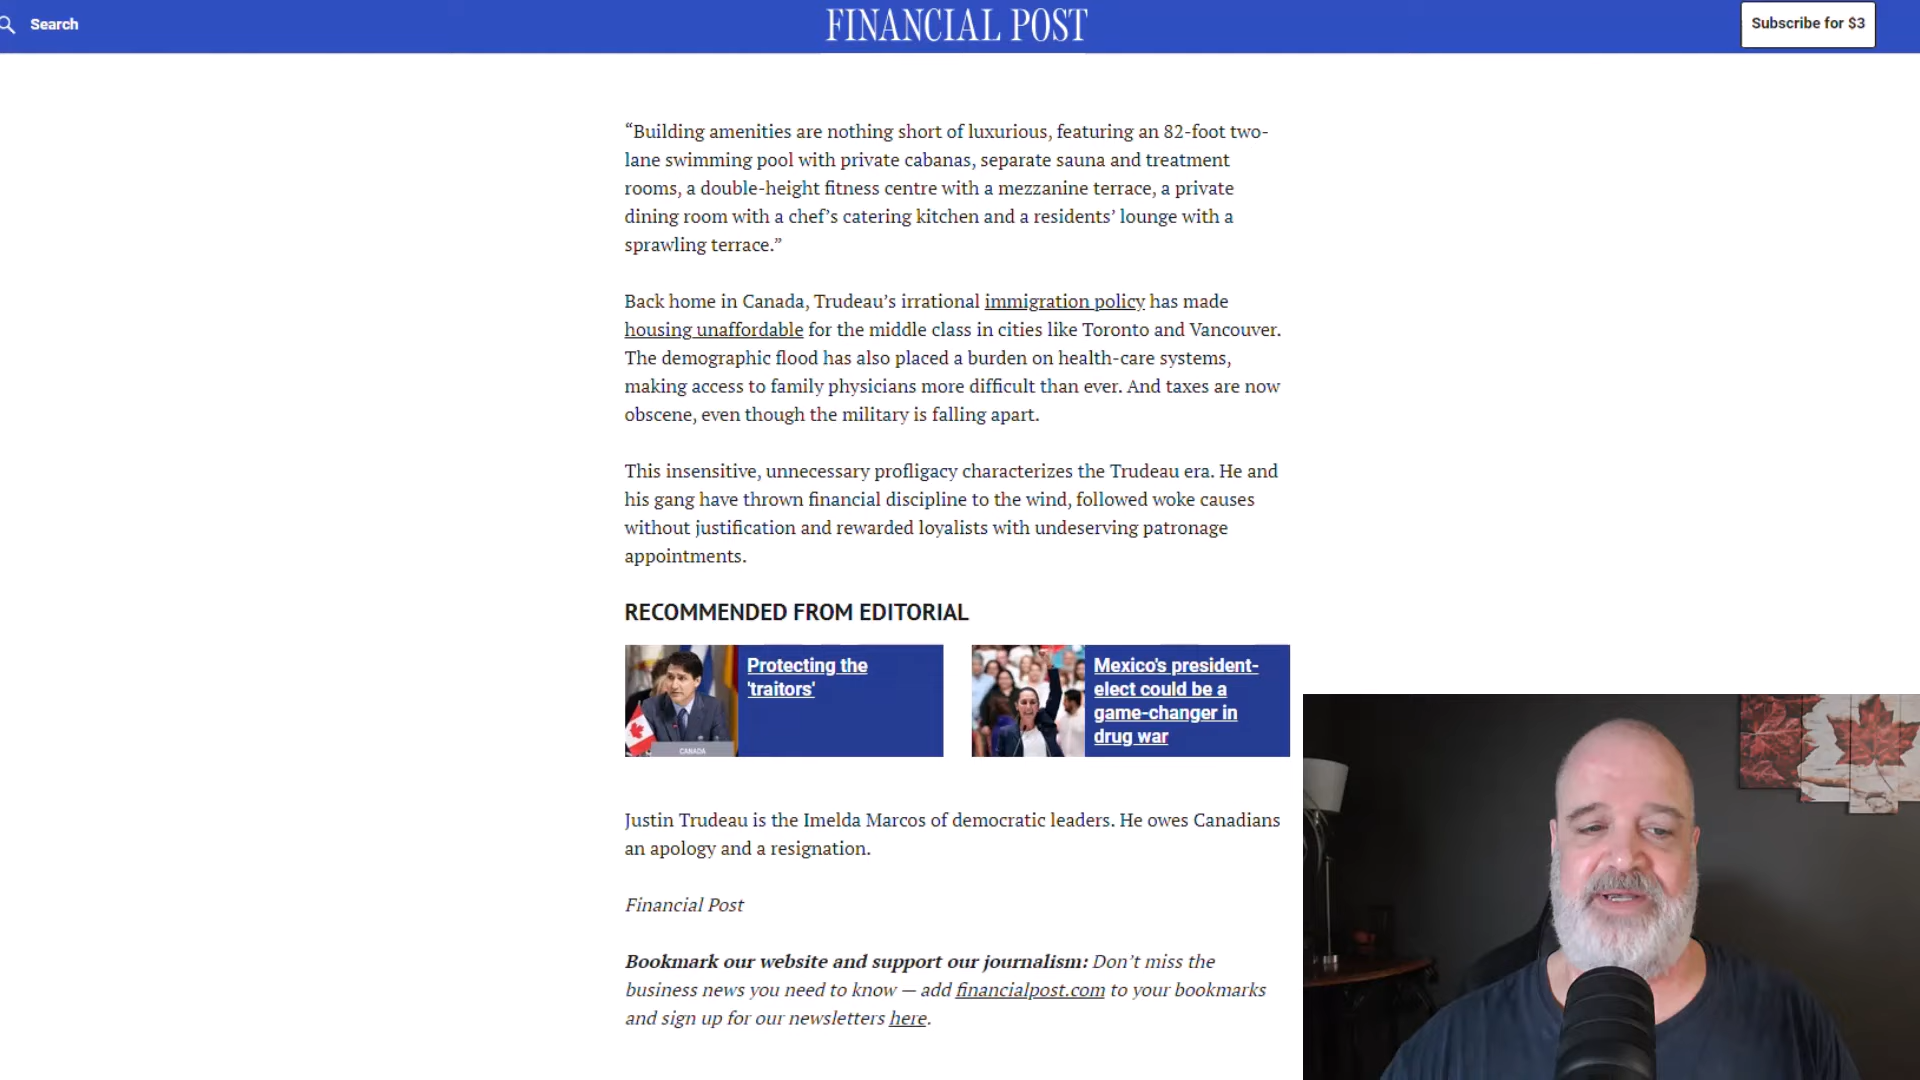 Search
FINANCIAL POST
Subscribe for $3
“Building amenities are nothing short of luxurious, featuring an 82-foot two-
lane swimming pool with private cabanas, separate sauna and treatment
rooms, a double-height fitness centre with a mezzanine terrace, a private
dining room with a chef’s catering kitchen and a residents’ lounge with a
sprawling terrace.”
Back home in Canada, Trudeau’s irrational immigration policy has made
housing unaffordable for the middle class in cities like Toronto and Vancouver.
The demographic flood has also placed a burden on health-care systems,
making access to family physicians more difficult than ever. And taxes are now
obscene, even though the military is falling apart.
This insensitive, unnecessary profligacy characterizes the Trudeau era. He and
his gang have thrown financial discipline to the wind, followed woke causes
without justification and rewarded loyalists with undeserving patronage
appointments.
RECOMMENDED FROM EDITORIAL
Protecting the
'traitors'
CANADA
Mexico's president-
elect could be a
game-changer in
drug war
Justin Trudeau is the Imelda Marcos of democratic leaders. He owes Canadians
an apology and a resignation.
Financial Post
Bookmark our website and support our journalism: Don’t miss the
business news you need to know — add financialpost.com to your bookmarks
and sign up for our newsletters here.